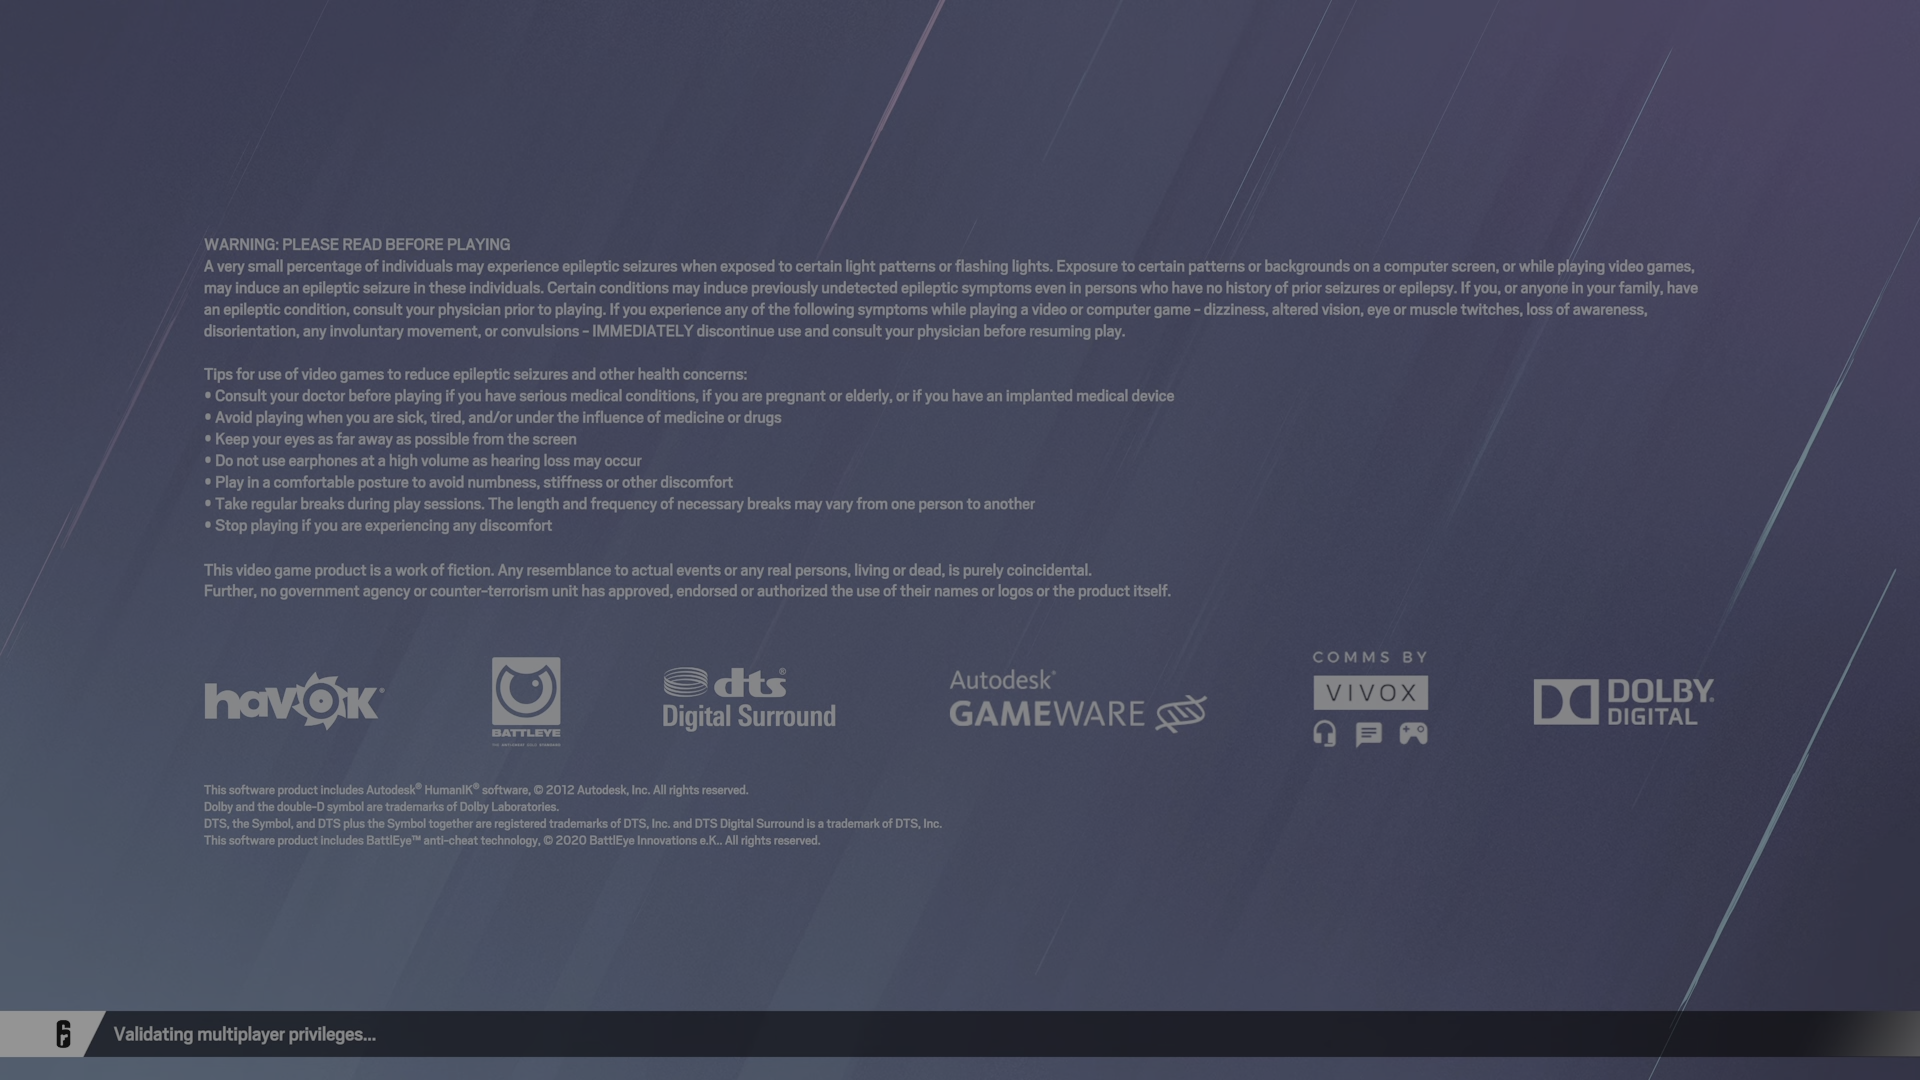 WARNING: PLEASE READ BEFORE PLAYING
A very small percentage of individuals may experience epileptic seizures when exposed to certain light patterns or flashing lights. Exposure to certain patterns or backgrounds on a computer screen, or while playing video games,
may induce an epileptic seizure in these individuals. Certain conditions may induce previously undetected epileptic symptoms even in persons who have no history of prior seizures or epilepsy. If you, or anyone in your family, have
an epileptic condition, consult your physician prior to playing. If you experience any of the following symptoms while playing a video or computer game - dizziness, altered vision, eye or muscle twitches, loss of awareness,
disorientation, any involuntary movement, or convulsions - IMMEDIATELY discontinue use and consult your physician before resuming play.
Tips for use of video games to reduce epileptic seizures and other health concerns:
• Consult your doctor before playing if you have serious medical conditions, if you are pregnant or elderly, or if you have an implanted medical device
• Avoid playing when you are sick, tired, and/or under the influence of medicine or drugs
• Keep your eyes as far away as possible from the screen
• Do not use earphones at a high volume as hearing loss may occur
• Play in a comfortable posture to avoid numbness, stiffness or other discomfort
• Take regular breaks during play sessions. The length and frequency of necessary breaks may vary from one person to another
• Stop playing if you are experiencing any discomfort
This video game product is a work of fiction. Any resemblance to actual events or any real persons, living or dead, is purely coincidental.
Further, no government agency or counter-terrorism unit has approved, endorsed or authorized the use of their names or logos or the product itself.
havok®
BATTLEYE
THE ANTI-CHEAT GOLD STANDARD
dts®
Digital Surround
Autodesk®
GAMEWARE
COMMS BY
VIVOX
DOLBY®
DIGITAL
This software product includes Autodesk® HumanIK® software, © 2012 Autodesk, Inc. All rights reserved.
Dolby and the double-D symbol are trademarks of Dolby Laboratories.
DTS, the Symbol, and DTS plus the Symbol together are registered trademarks of DTS, Inc. and DTS Digital Surround is a trademark of DTS, Inc.
This software product includes BattlEye™ anti-cheat technology, © 2020 BattlEye Innovations e.K.. All rights reserved.
Validating multiplayer privileges...